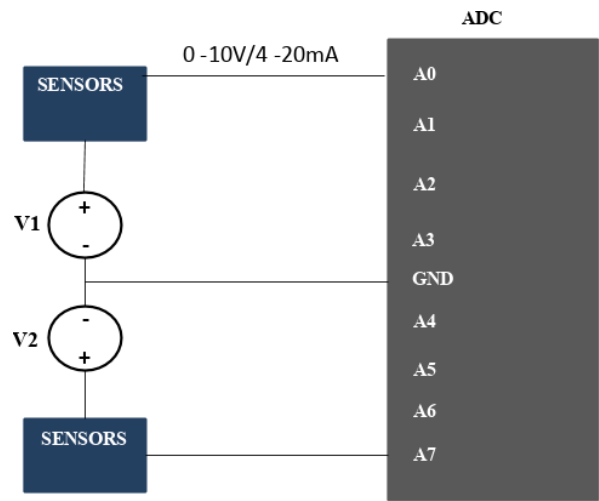 ADC
0 -10V/4 -20mA
SENSORS
A0
A1
A2
A3
+
V1
-
GND
-
V2
+
A4
A5
A6
SENSORS
A7